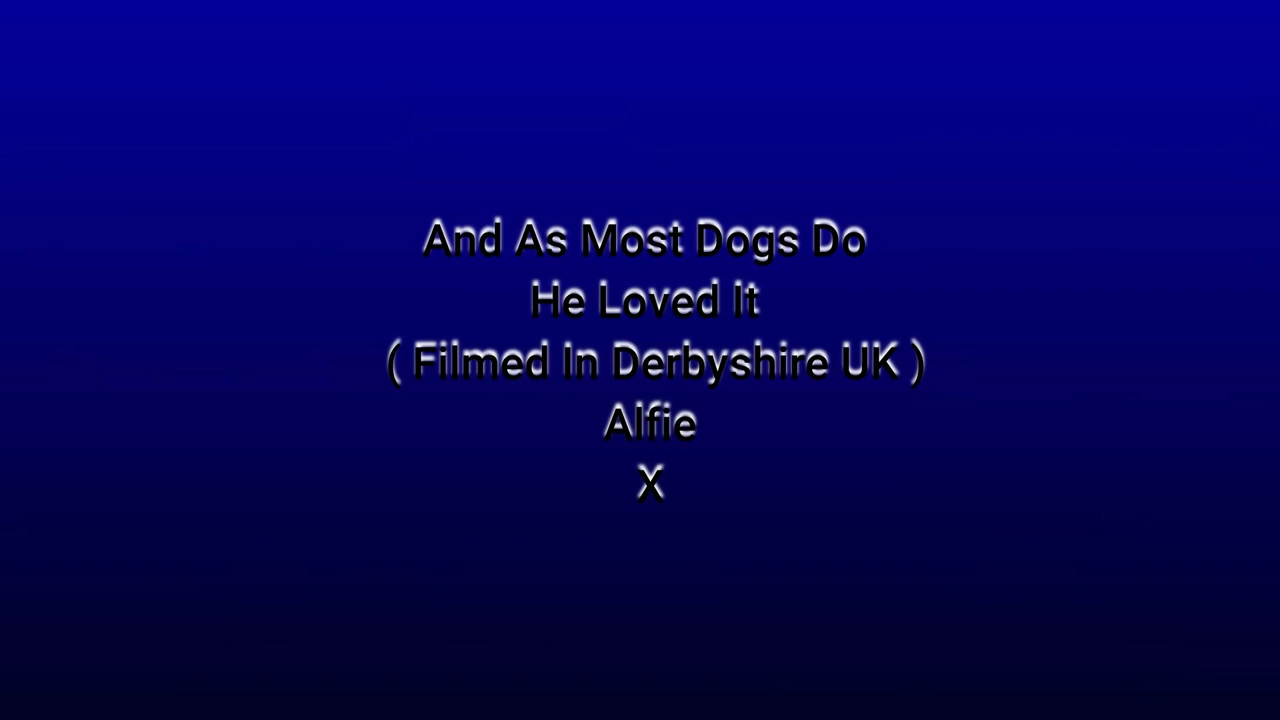 And As Most Dogs Do
He Loved It
( Filmed In Derbyshire UK )
Alfie
X